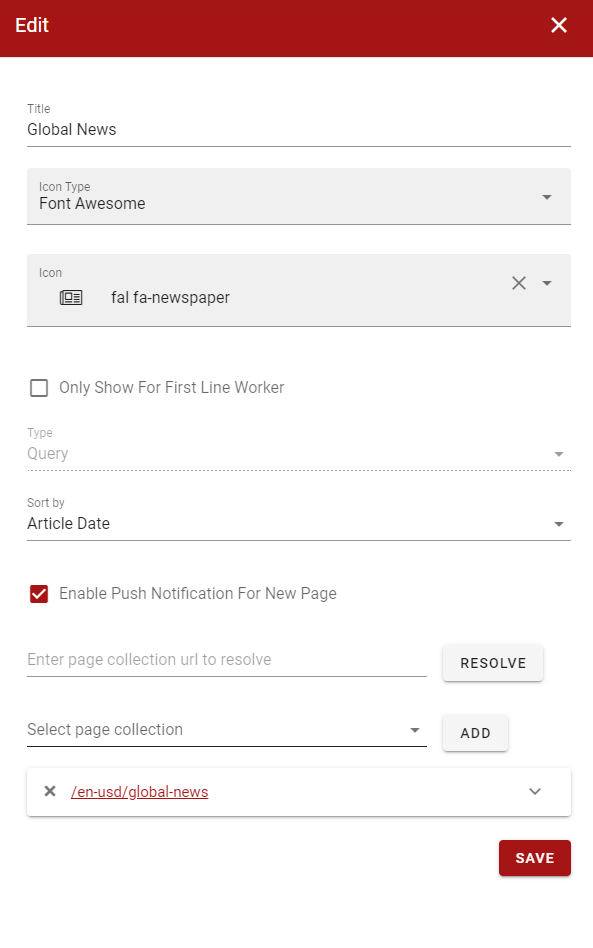 Edit
Title
Global News
Icon Type
Font Awesome
Icon
fal fa-newspaper
Only Show For First Line Worker
Type
Query
Sort by
Article Date
Enable Push Notification For New Page
Enter page collection url to resolve
RESOLVE
Select page collection
ADD
/en-usd/global-news
SAVE